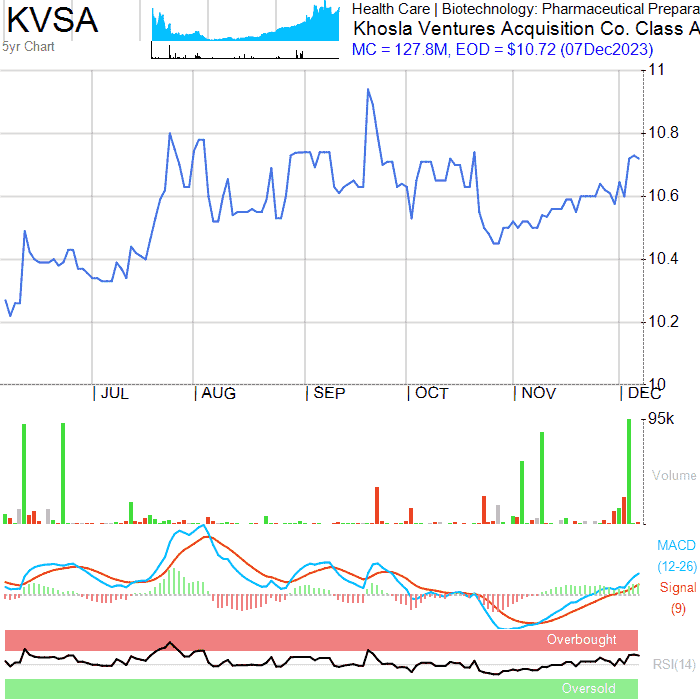 KVSA
5yr Chart
Health Care | Biotechnology: Pharmaceutical Prepara
Khosla Ventures Acquisition Co. Class A
MC = 127.8M, EOD = $10.72 (07Dec2023)
11
10.8
10.6
10.4
10.2
10
| JUL | AUG | SEP | OCT | NOV | DEC
95k
Volume
MACD
(12-26)
Signal
(9)
Overbought
RSI(14)
Oversold